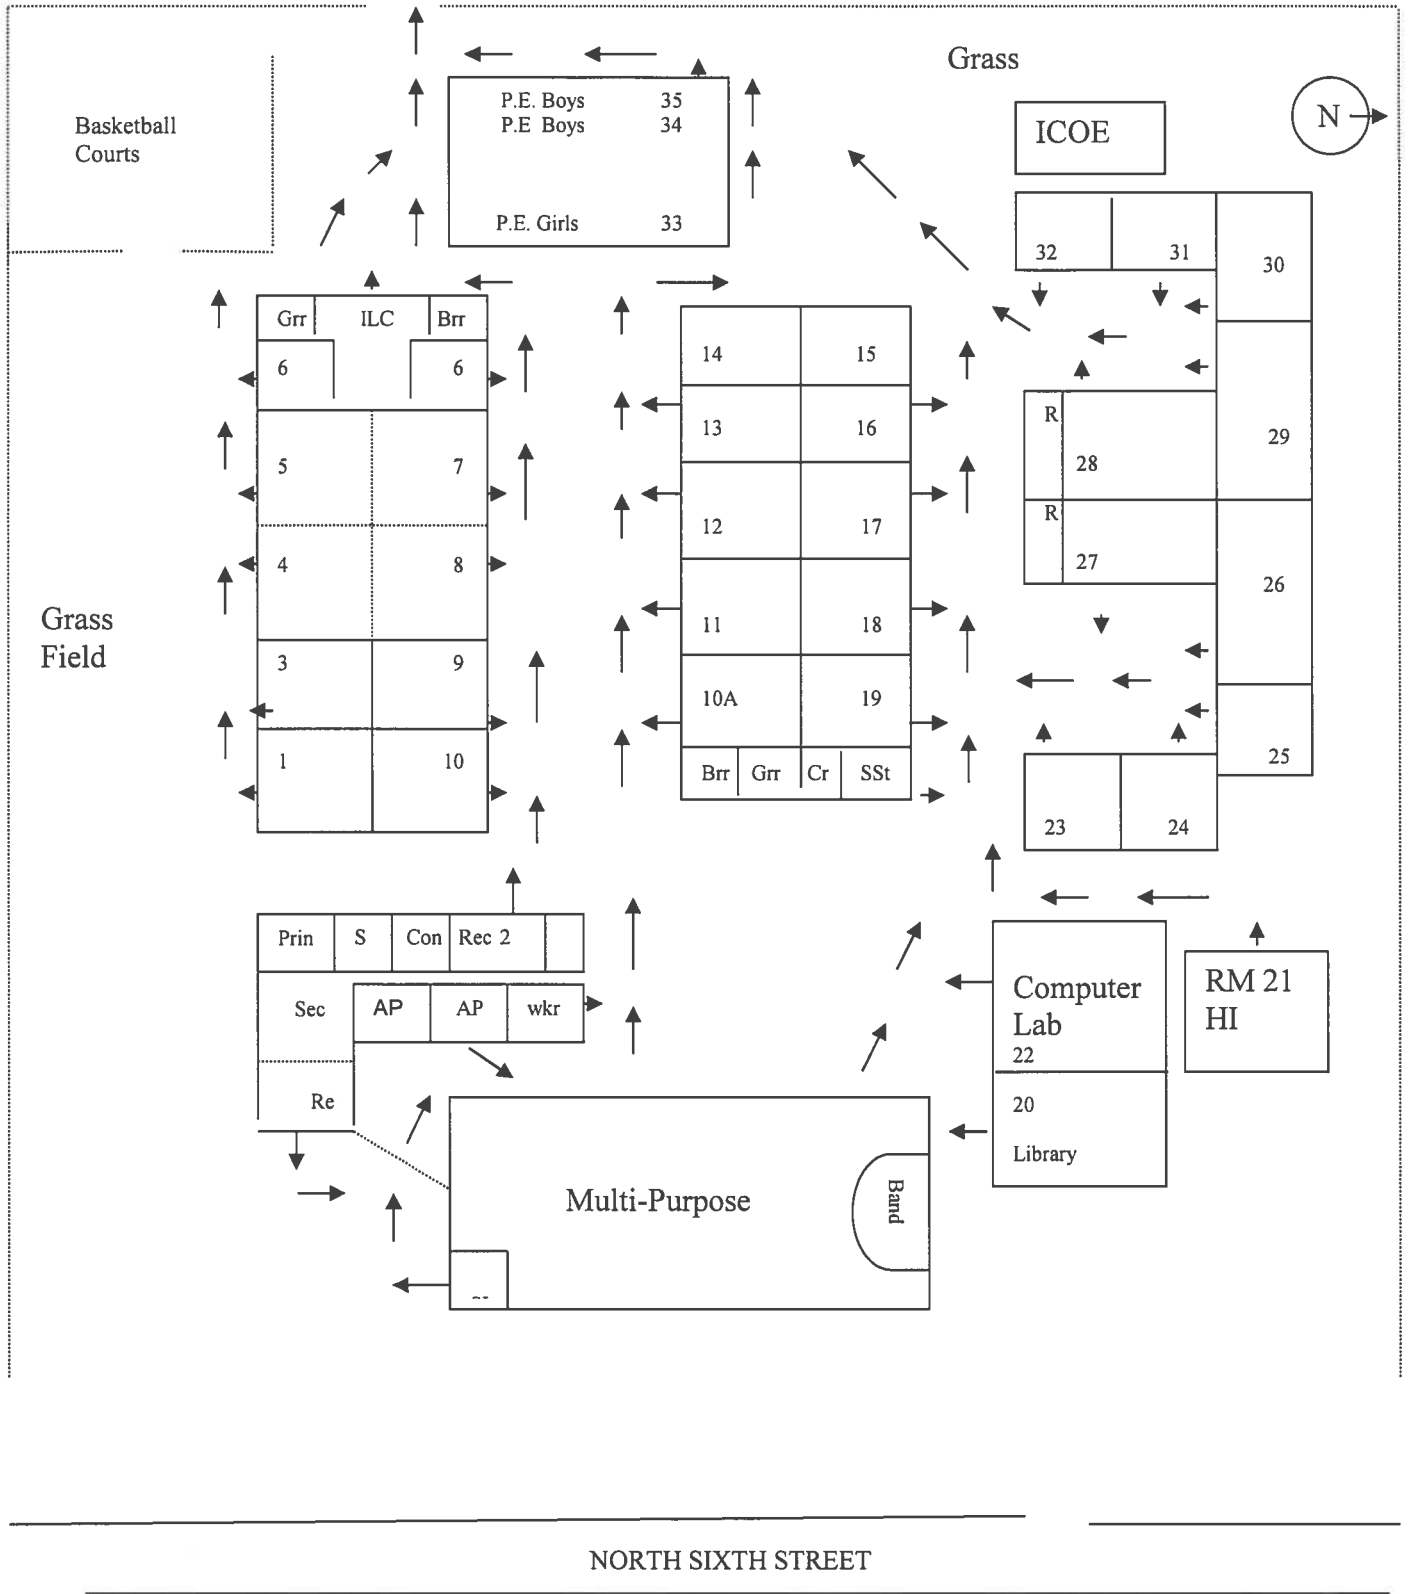 Grass
Basketball
Courts
P.E. Boys 35
P.E Boys 34
P.E. Girls 33
ICOE
N
32 31 30
Grr ILC Brr
6 6
5 7
4 8
3 9
1 10
14 15
13 16
12 17
11 18
10A 19
Brr Grr Cr SSt
R
28
29
R
27
26
25
23 24
Grass
Field
Prin S Con Rec 2
Sec AP AP wkr
Re
Computer
Lab
22
20
Library
RM 21
HI
Multi-Purpose
Band
NORTH SIXTH STREET